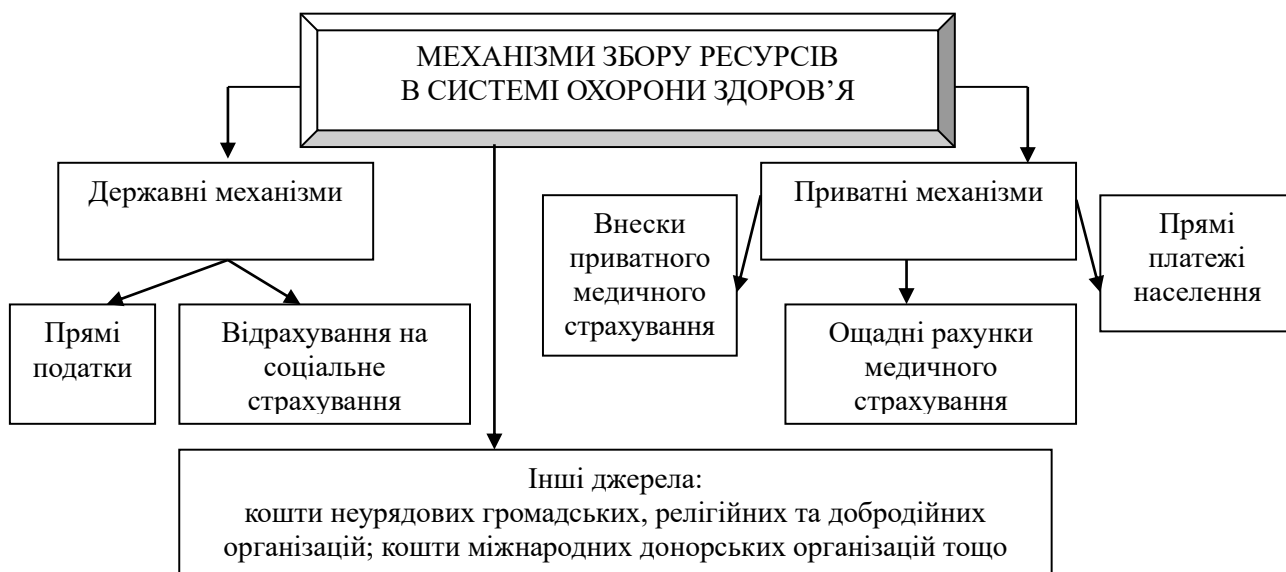 МЕХАНІЗМИ ЗБОРУ РЕСУРСІВ
В СИСТЕМІ ОХОРОНИ ЗДОРОВ’Я
Державні механізми
Прямі
податки
Відрахування на
соціальне
страхування
Приватні механізми
Внески
приватного
медичного
страхування
Ощадні рахунки
медичного
страхування
Прямі
платежі
населення
Інші джерела:
кошти неурядових громадських, релігійних та добродійних
організацій; кошти міжнародних донорських організацій тощо